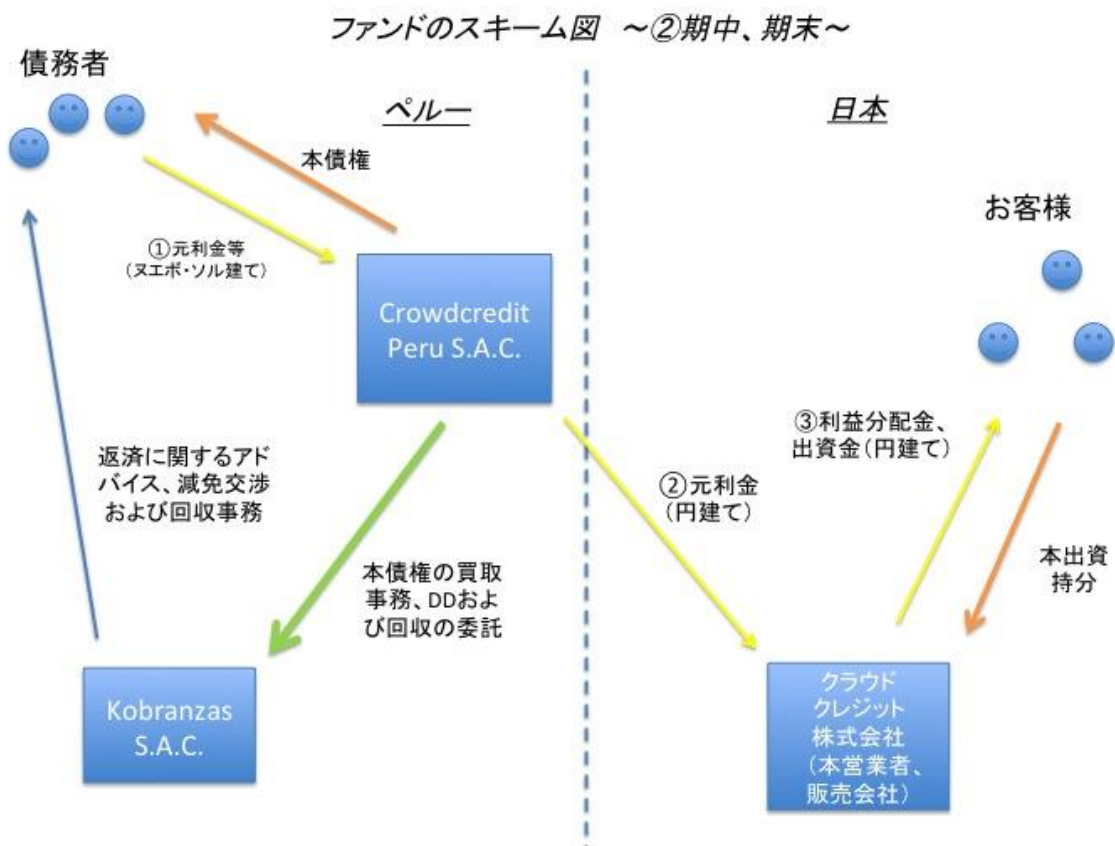 ファンドのスキーム図 ～②期中、期末～
債務者
ペルー
日本
本債権
①元利金等
(ヌエボ・ソル建て)
お客様
Crowdcredit
Peru S.A.C.
③利益分配金、
出資金(円建て)
返済に関するアド
バイス、減免交渉
および回収事務
②元利金
(円建て)
本出資
持分
本債権の買取
事務、DDおよ
び回収の委託
Kobranzas
S.A.C.
クラウド
クレジット
株式会社
(本営業者、
販売会社)